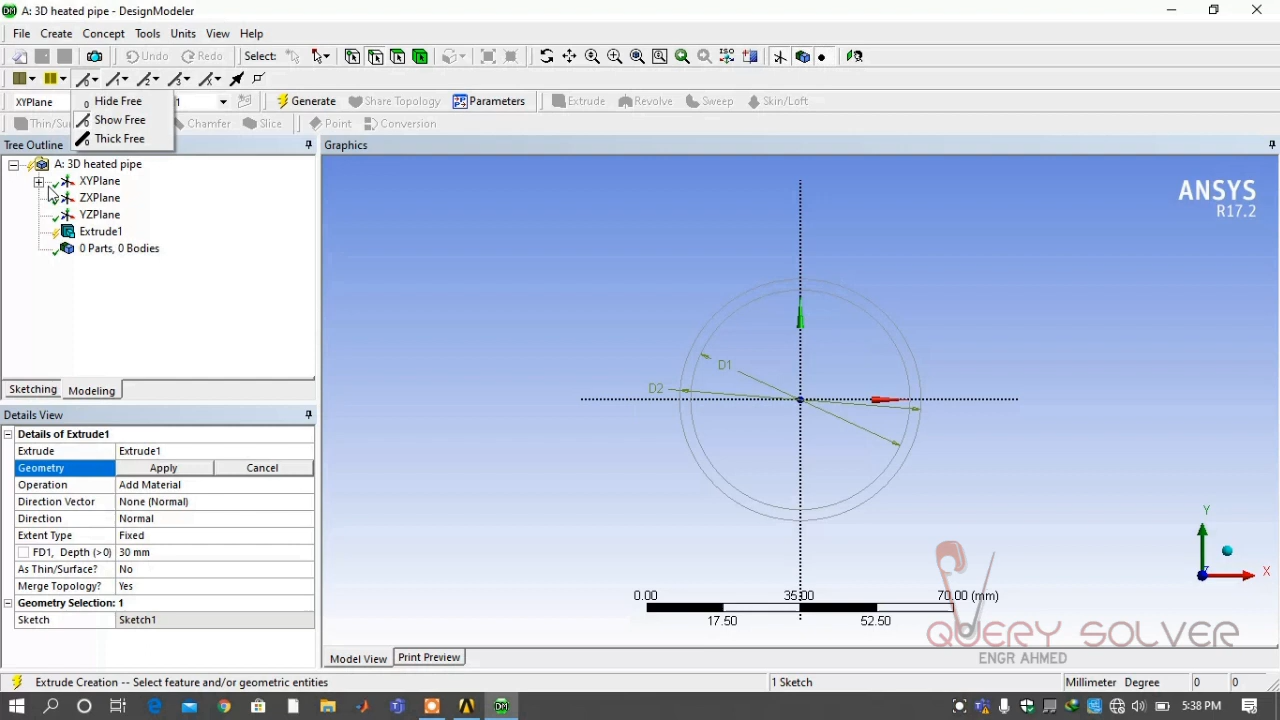 A: 3D heated pipe - DesignModeler
File Create Concept Tools Units View Help
Undo Redo Select: ISO
XYPlane 1 Generate Share Topology Parameters Extrude Revolve Sweep Skin/Loft
Hide Free
Show Free
Thick Free
Thin/Su Chamfer Slice Point Conversion
Tree Outline
A: 3D heated pipe
XYPlane
ZXPlane
YZPlane
Extrude1
0 Parts, 0 Bodies
Sketching Modeling
Details View
Details of Extrude1
Extrude Extrude1
Geometry Apply Cancel
Operation Add Material
Direction Vector None (Normal)
Direction Normal
Extent Type Fixed
FD1, Depth (>0) 30 mm
As Thin/Surface? No
Merge Topology? Yes
Geometry Selection: 1
Sketch Sketch1
Graphics
ANSYS
R17.2
D1
D2
Y
X
0.00 35.00 70.00 (mm)
17.50 52.50
QUERY SOLVER
ENGR AHMED
Model View Print Preview
Extrude Creation -- Select feature and/or geometric entities 1 Sketch Millimeter Degree 0 0
5:38 PM